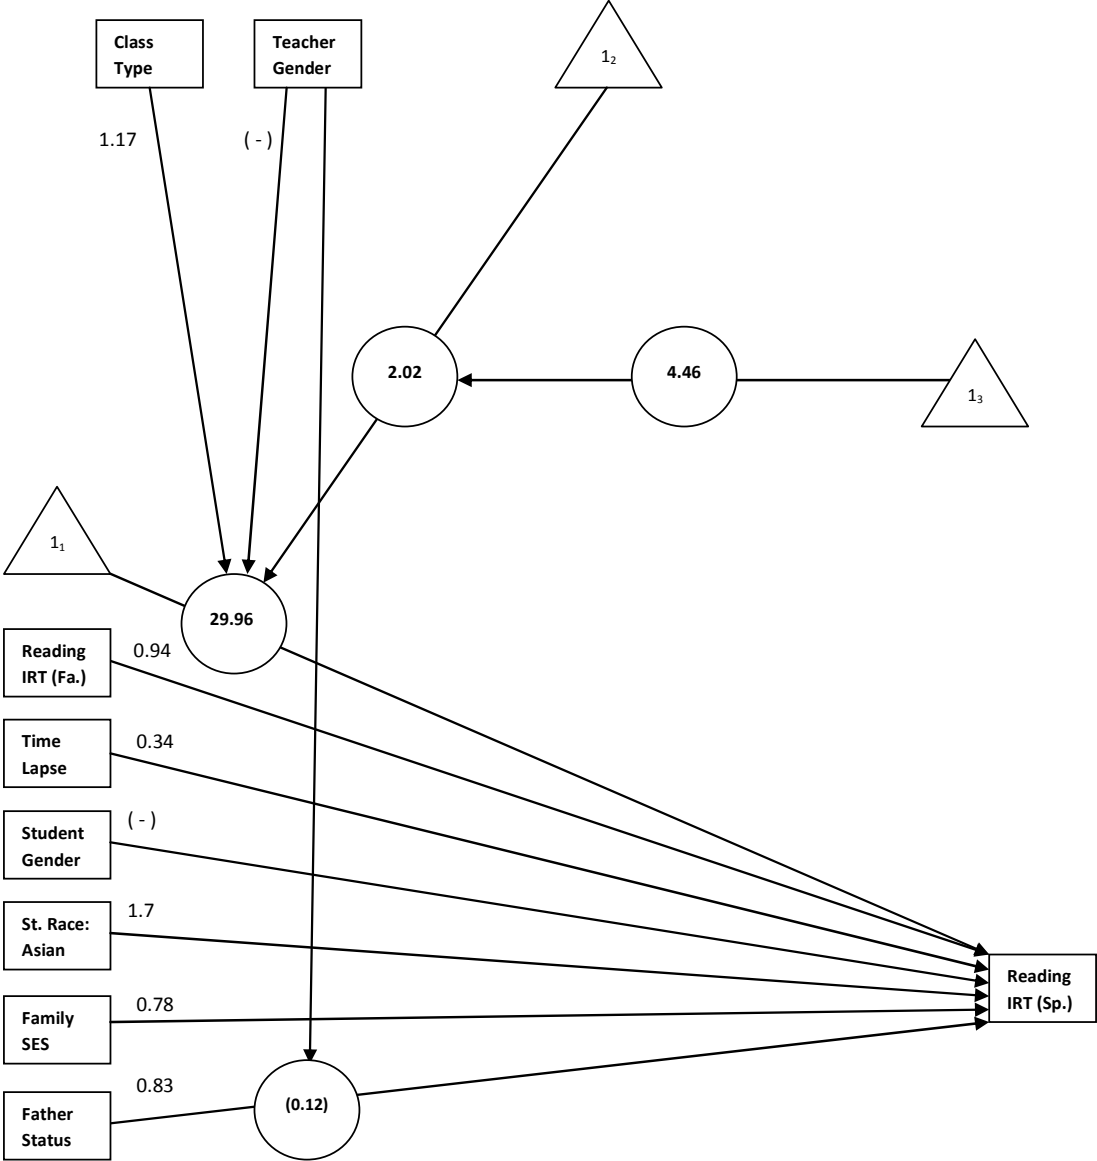 Class
Type
Teacher
Gender
1₂
1.17
( - )
2.02
4.46
1₃
1₁
29.96
Reading
IRT (Fa.)
0.94
Time
Lapse
0.34
Student
Gender
( - )
St. Race:
Asian
1.7
Reading
IRT (Sp.)
Family
SES
0.78
Father
Status
0.83
(0.12)